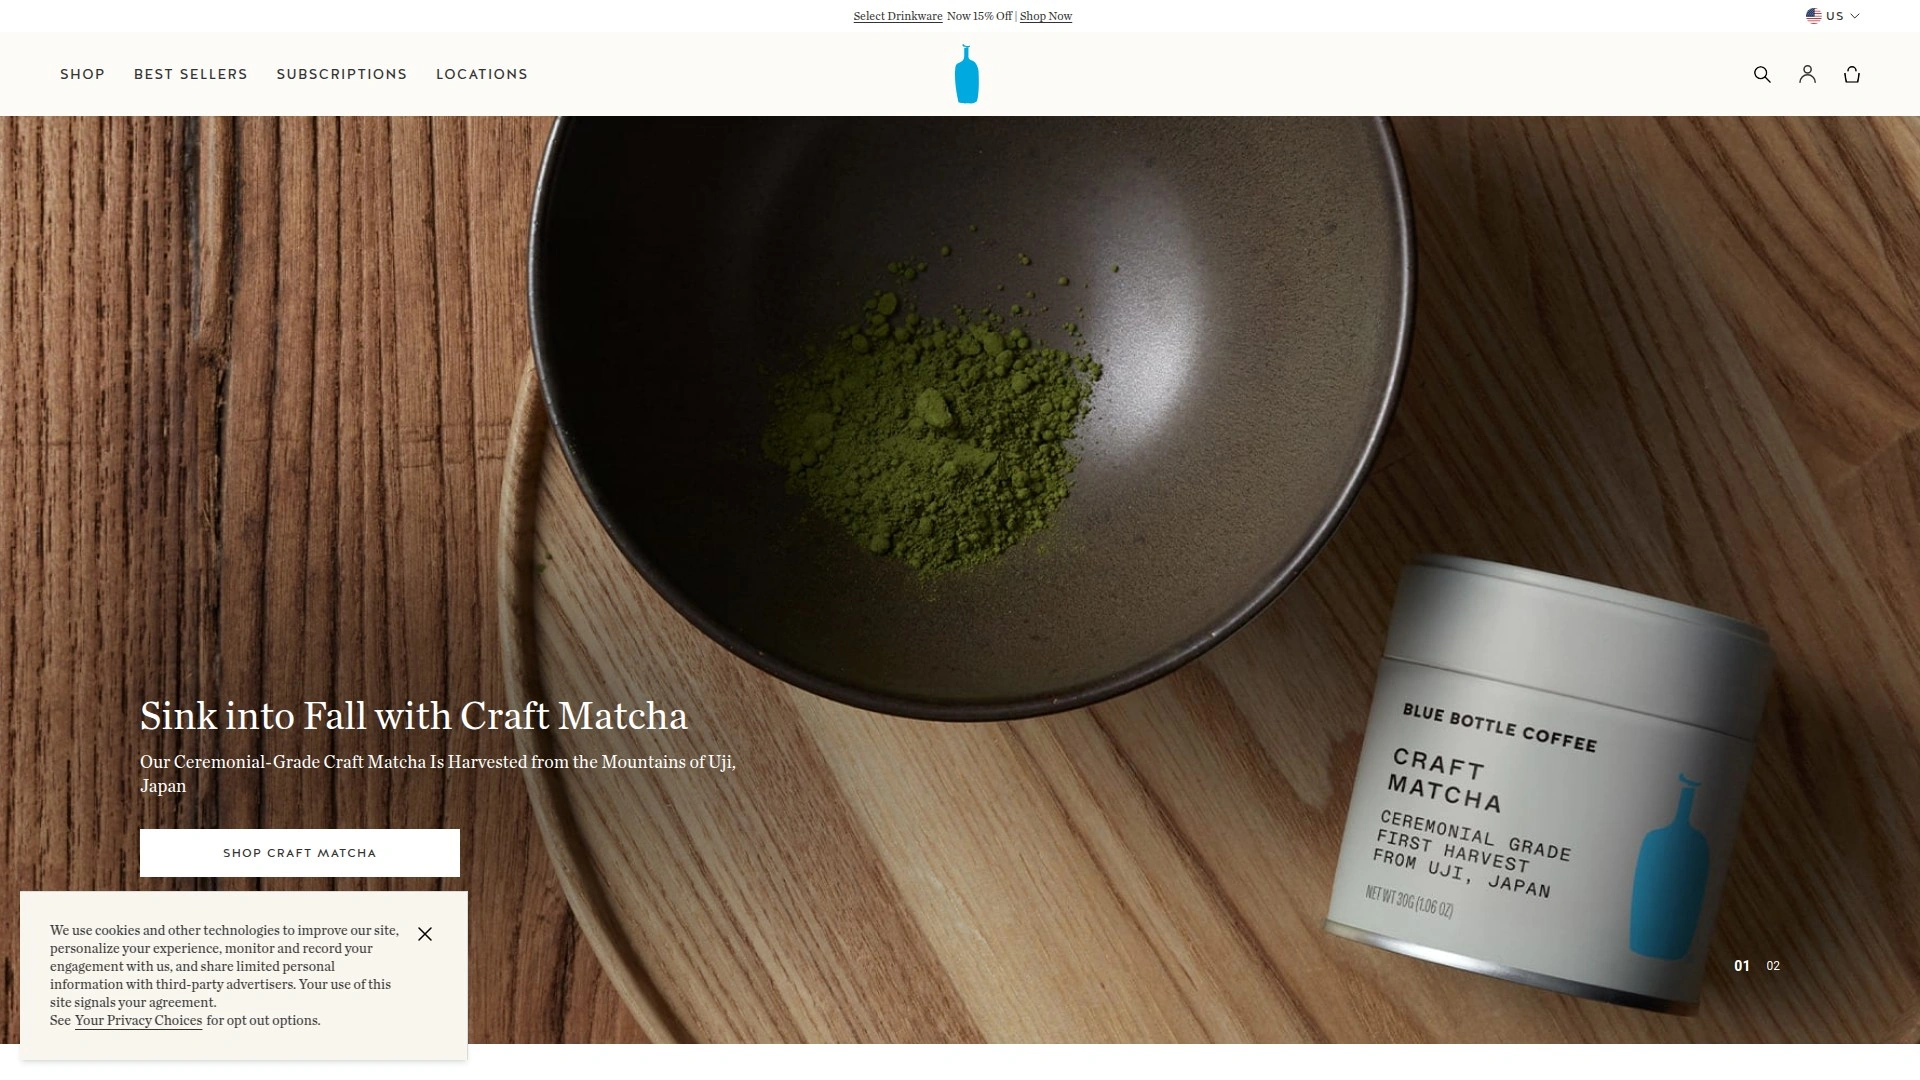 Select Drinkware Now 15% Off | Shop Now
US
SHOP
BEST SELLERS
SUBSCRIPTIONS
LOCATIONS
BLUE BOTTLE COFFEE
CRAFT
MATCHA
CEREMONIAL GRADE
FIRST HARVEST
FROM UJI, JAPAN
NET WT 30G (1.06 OZ)
Sink into Fall with Craft Matcha
Our Ceremonial-Grade Craft Matcha Is Harvested from the Mountains of Uji,
Japan
SHOP CRAFT MATCHA
We use cookies and other technologies to improve our site,
personalize your experience, monitor and record your
engagement with us, and share limited personal
information with third-party advertisers. Your use of this
site signals your agreement.
See Your Privacy Choices for opt out options.
01 02